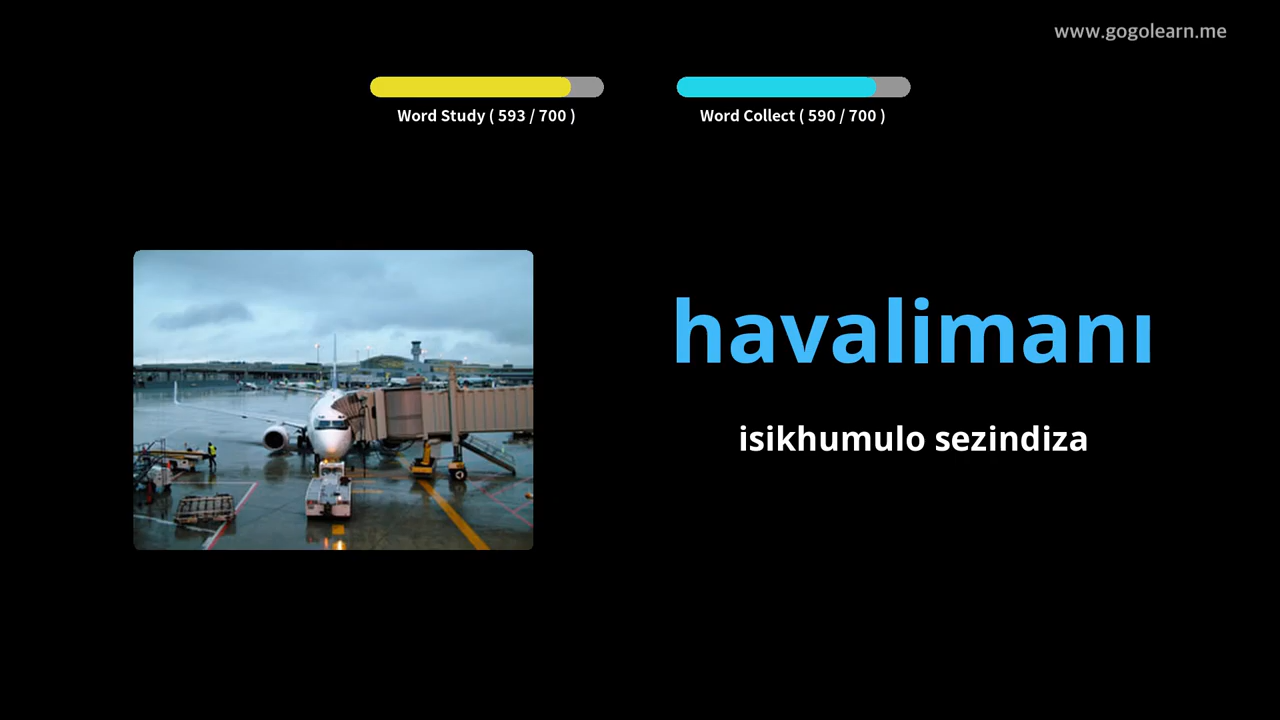 www.gogolearn.me
Word Study ( 593 / 700 )
Word Collect ( 590 / 700 )
havalimanı
isikhumulo sezindiza